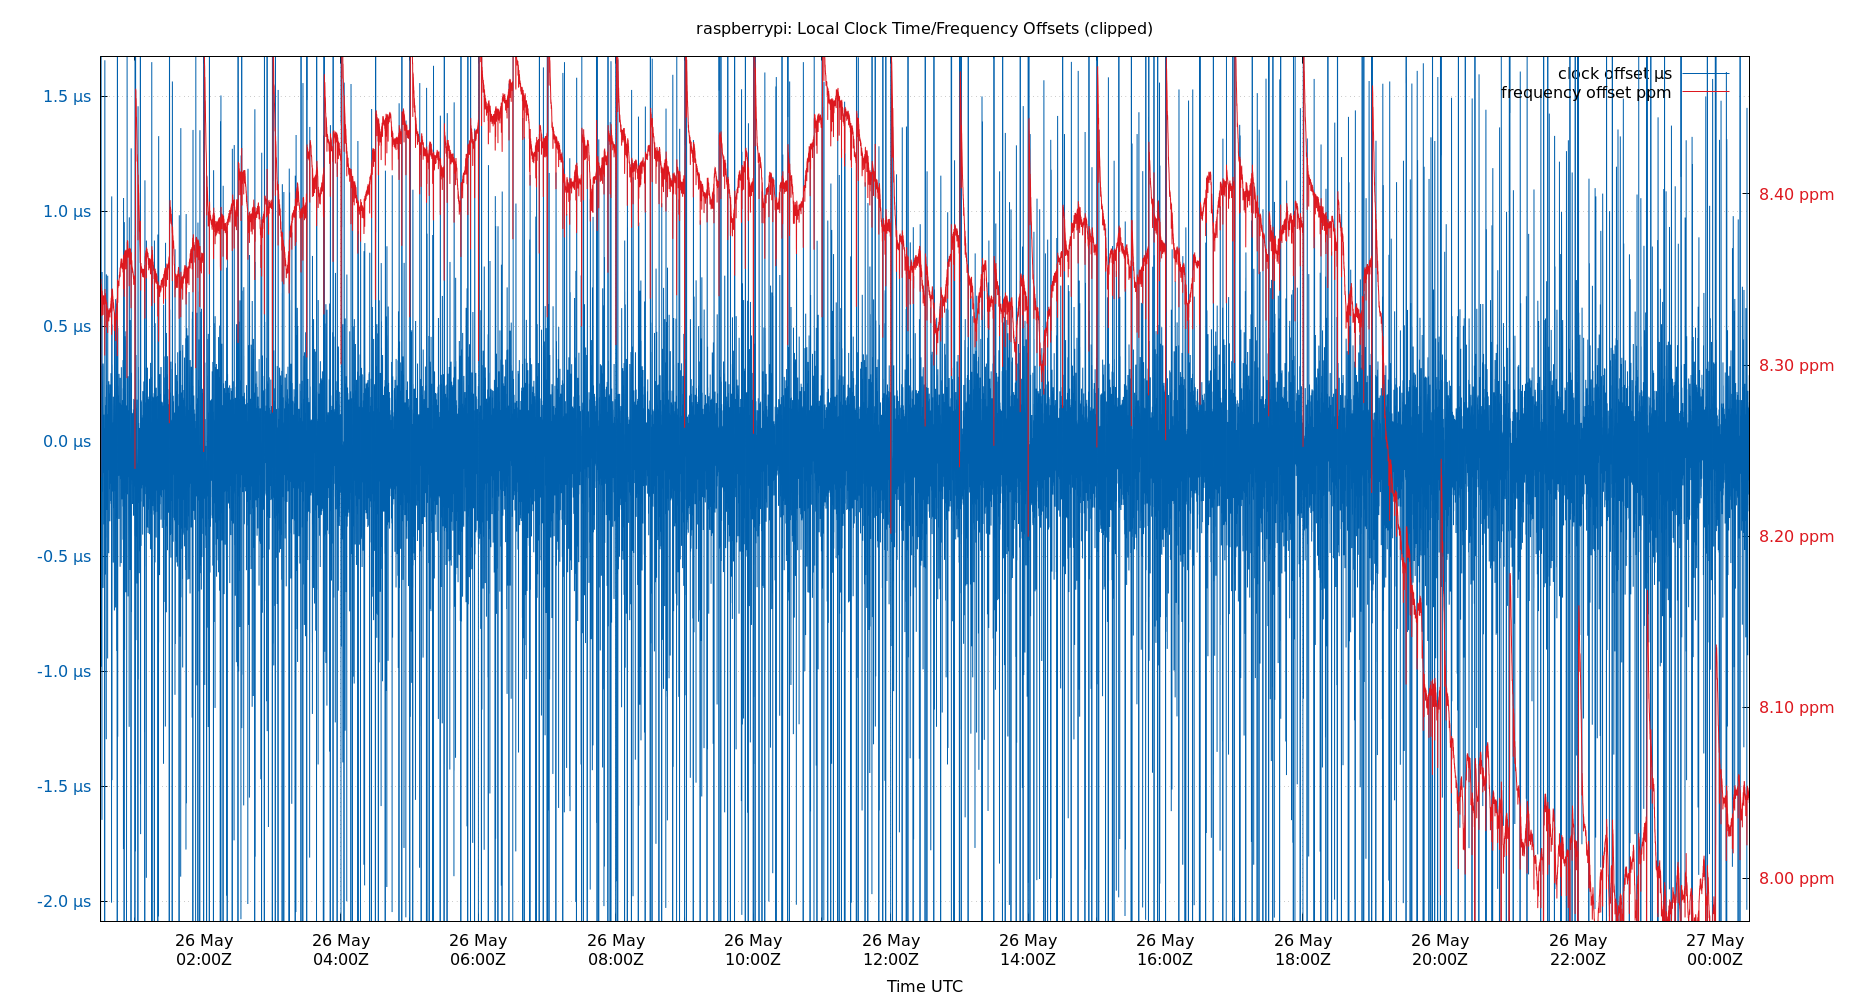 raspberrypi: Local Clock Time/Frequency Offsets (clipped)
clock offset µs
frequency offset ppm
1.5 µs
1.0 µs
0.5 µs
0.0 µs
-0.5 µs
-1.0 µs
-1.5 µs
-2.0 µs
8.40 ppm
8.30 ppm
8.20 ppm
8.10 ppm
8.00 ppm
26 May 26 May 26 May 26 May 26 May 26 May 26 May 26 May 26 May 26 May 26 May 27 May
02:00Z 04:00Z 06:00Z 08:00Z 10:00Z 12:00Z 14:00Z 16:00Z 18:00Z 20:00Z 22:00Z 00:00Z
Time UTC